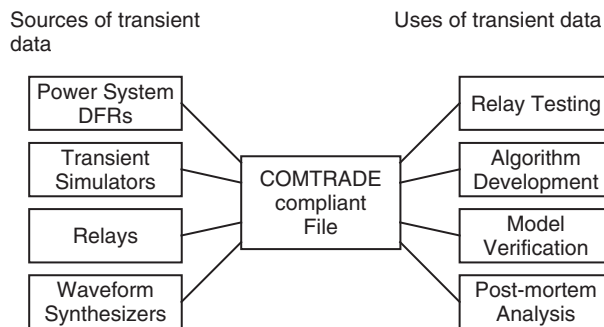 Sources of transient
data
Uses of transient data
Power System
DFRs
Transient
Simulators
Relays
Waveform
Synthesizers
COMTRADE
compliant
File
Relay Testing
Algorithm
Development
Model
Verification
Post-mortem
Analysis